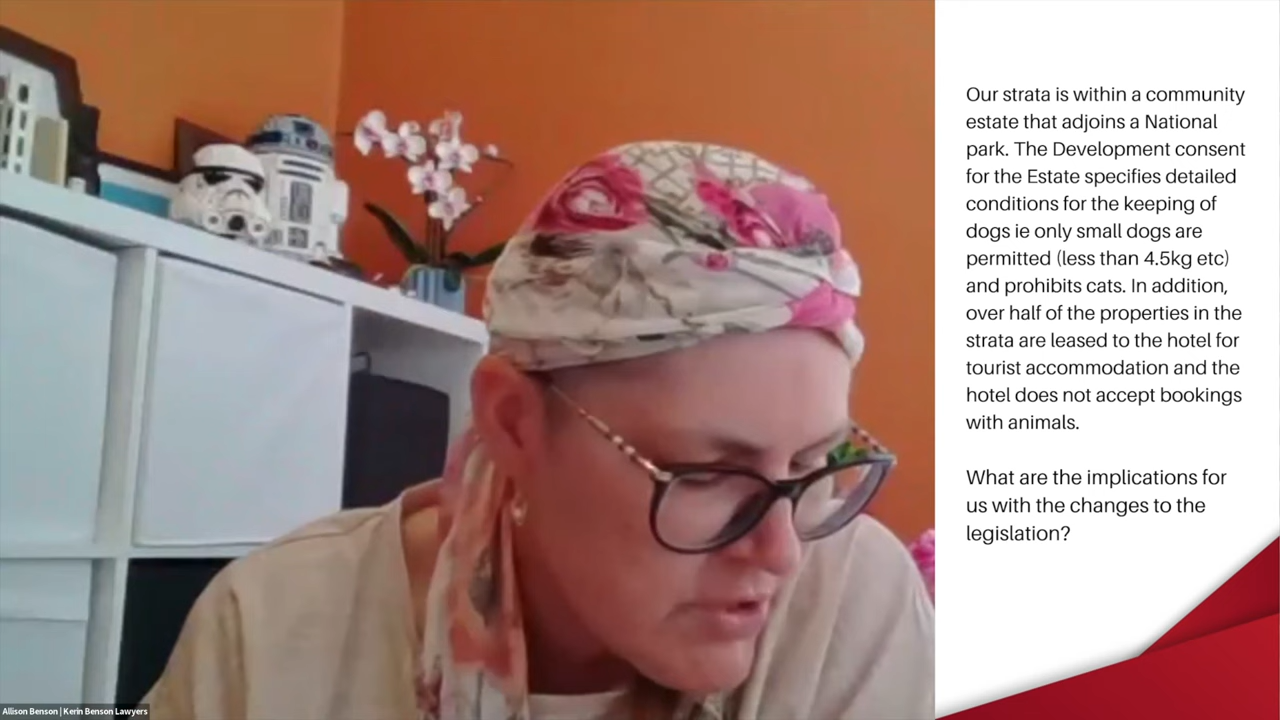 Our strata is within a community
estate that adjoins a National
park. The Development consent
for the Estate specifies detailed
conditions for the keeping of
dogs ie only small dogs are
permitted (less than 4.5kg etc)
and prohibits cats. In addition,
over half of the properties in the
strata are leased to the hotel for
tourist accommodation and the
hotel does not accept bookings
with animals.
What are the implications for
us with the changes to the
legislation?
Allison Benson | Kerin Benson Lawyers